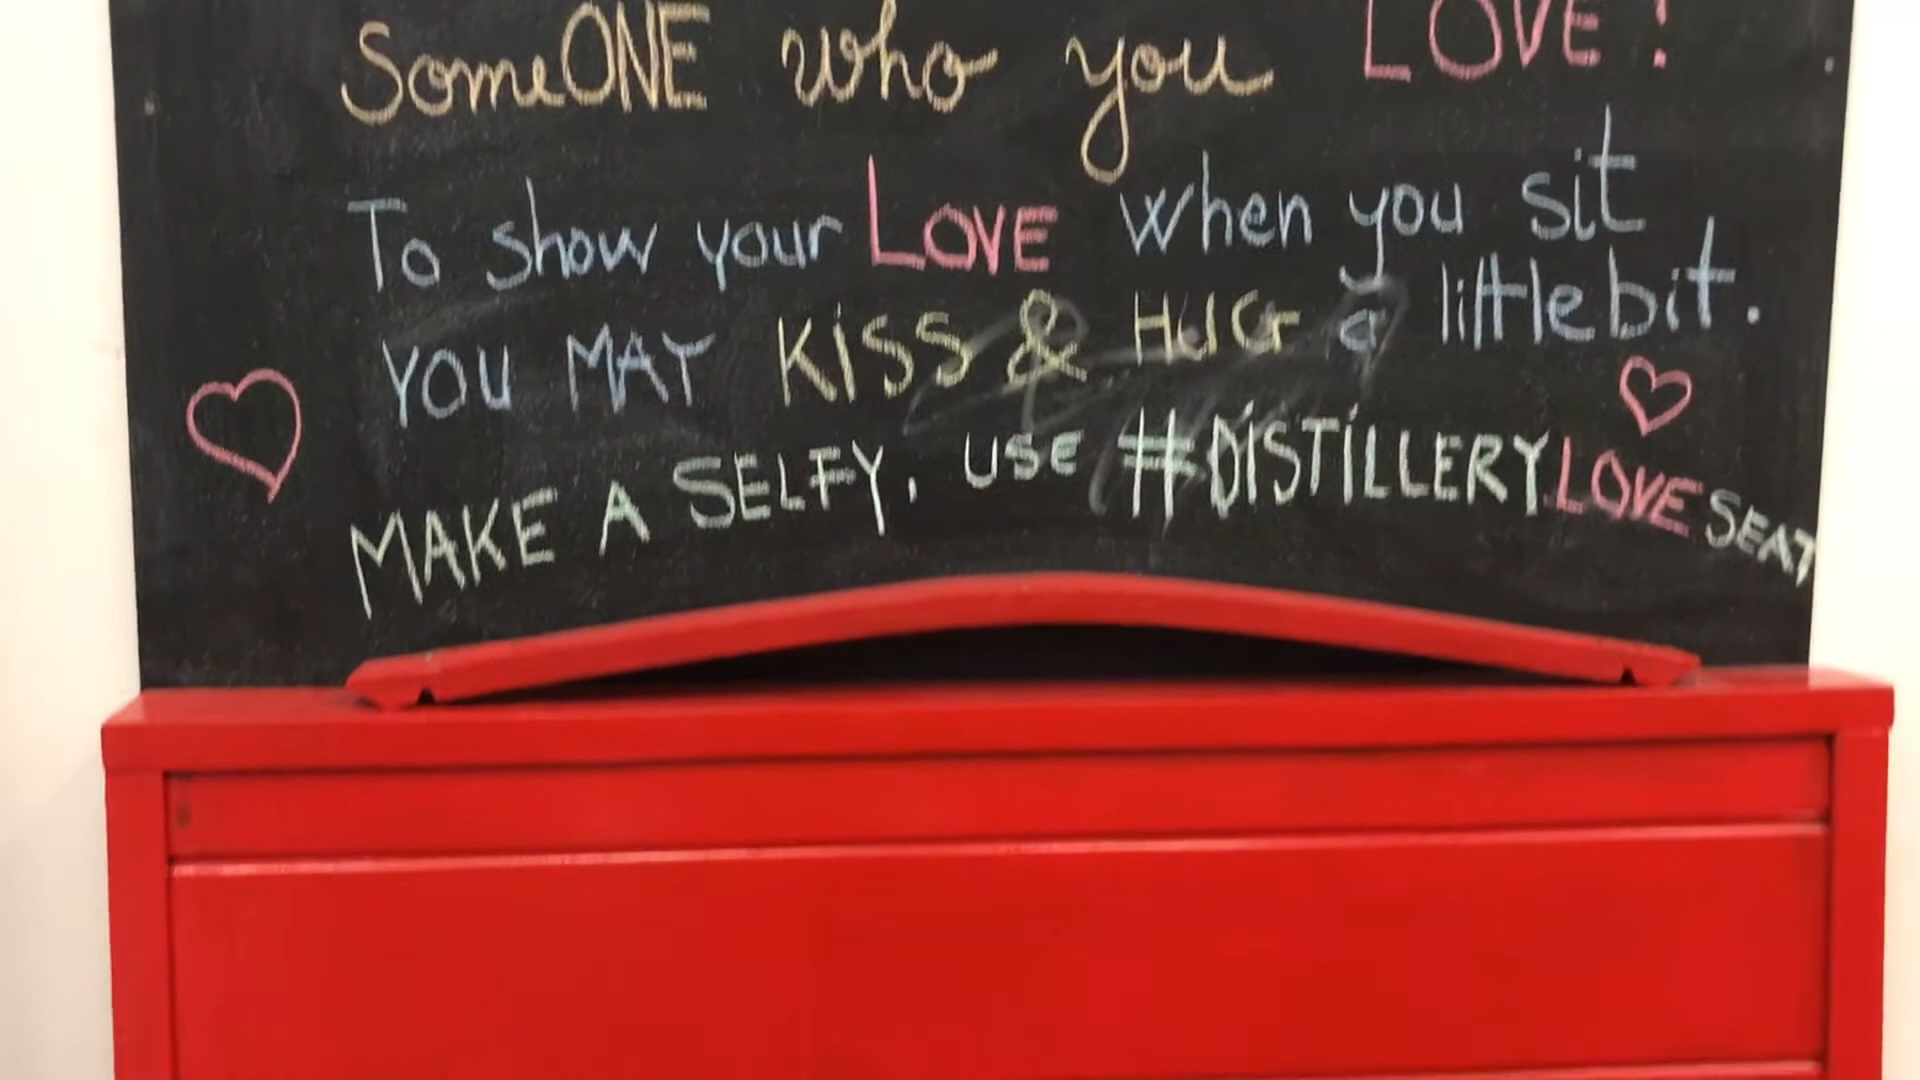 SomeONE who you LOVE!
To show your LOVE when you sit
YOU MAY KiSS & HUG a little bit.
MAKE A SELFY, USE #DiSTiLLERYLOVESEAT